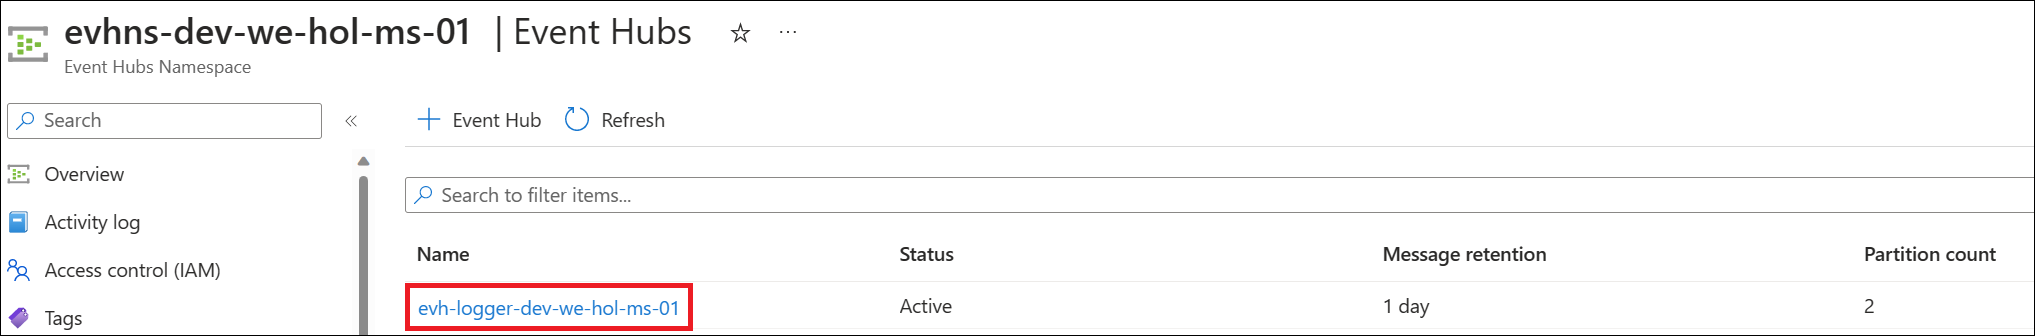 evhns-dev-we-hol-ms-01 | Event Hubs ☆ ···
Event Hubs Namespace
Search «
+ Event Hub Refresh
Overview
Search to filter items...
Activity log
Name Status Message retention Partition count
Access control (IAM)
evh-logger-dev-we-hol-ms-01 Active 1 day 2
Tags